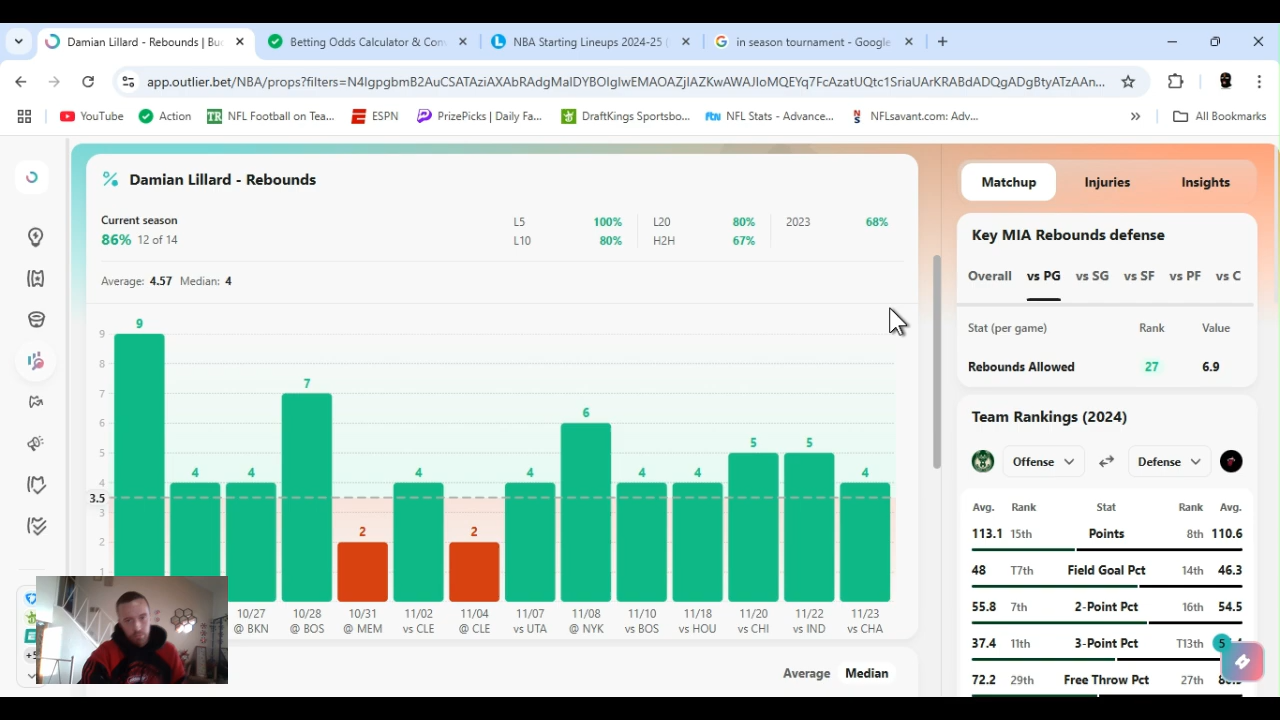 Damian Lillard - Rebounds | Bu
Betting Odds Calculator & Con
NBA Starting Lineups 2024-25
in season tournament - Google
app.outlier.bet/NBA/props?filters=
YouTube
Action
NFL Football on Tea...
ESPN
PrizePicks | Daily Fa...
DraftKings Sportsbo...
NFL Stats - Advance...
NFLsavant.com: Adv...
All Bookmarks
Damian Lillard - Rebounds
Current season
86% 12 of 14
L5 100% L20 80% 2023 68%
L10 80% H2H 67%
Average: 4.57 Median: 4
9
8
7
6
5
4
3.5
3
2
1
9
4
4
7
2
4
2
4
6
4
4
5
5
4
10/27 10/28 10/31 11/02 11/04 11/07 11/08 11/10 11/18 11/20 11/22 11/23
@ BKN @ BOS @ MEM vs CLE @ CLE vs UTA @ NYK vs BOS vs HOU vs CHI vs IND vs CHA
Average Median
Matchup Injuries Insights
Key MIA Rebounds defense
Overall vs PG vs SG vs SF vs PF vs C
Stat (per game) Rank Value
Rebounds Allowed 27 6.9
Team Rankings (2024)
Offense Defense
Avg. Rank Stat Rank Avg.
113.1 15th Points 8th 110.6
48 T7th Field Goal Pct 14th 46.3
55.8 7th 2-Point Pct 16th 54.5
37.4 11th 3-Point Pct T13th
72.2 29th Free Throw Pct 27th